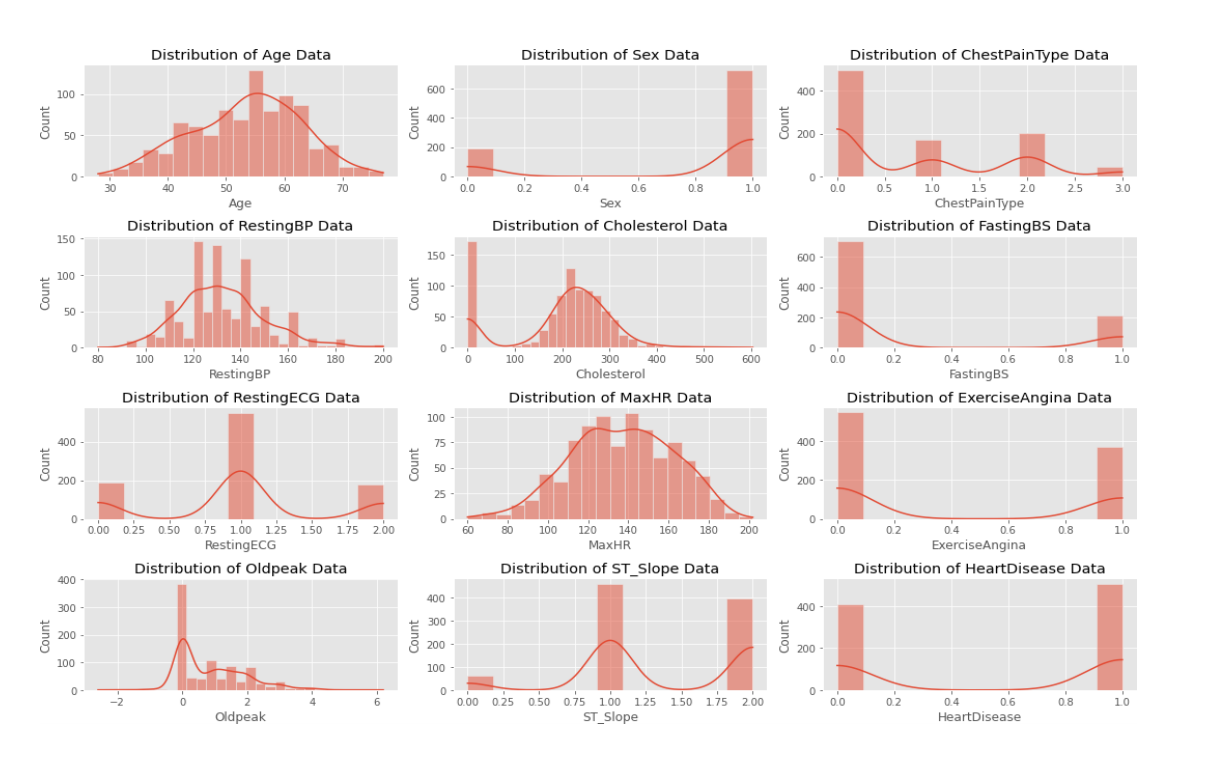 Distribution of Age Data
Count
100
50
0
30 40 50 60 70
Age
Distribution of Sex Data
Count
600
400
200
0
0.0 0.2 0.4 0.6 0.8 1.0
Sex
Distribution of ChestPainType Data
Count
400
200
0
0.0 0.5 1.0 1.5 2.0 2.5 3.0
ChestPainType
Distribution of RestingBP Data
Count
150
100
50
0
80 100 120 140 160 180 200
RestingBP
Distribution of Cholesterol Data
Count
150
100
50
0
0 100 200 300 400 500 600
Cholesterol
Distribution of FastingBS Data
Count
600
400
200
0
0.0 0.2 0.4 0.6 0.8 1.0
FastingBS
Distribution of RestingECG Data
Count
400
200
0
0.00 0.25 0.50 0.75 1.00 1.25 1.50 1.75 2.00
RestingECG
Distribution of MaxHR Data
Count
100
75
50
25
0
60 80 100 120 140 160 180 200
MaxHR
Distribution of ExerciseAngina Data
Count
400
200
0
0.0 0.2 0.4 0.6 0.8 1.0
ExerciseAngina
Distribution of Oldpeak Data
Count
400
300
200
100
0
−2 0 2 4 6
Oldpeak
Distribution of ST_Slope Data
Count
400
300
200
100
0
0.00 0.25 0.50 0.75 1.00 1.25 1.50 1.75 2.00
ST_Slope
Distribution of HeartDisease Data
Count
400
200
0
0.0 0.2 0.4 0.6 0.8 1.0
HeartDisease